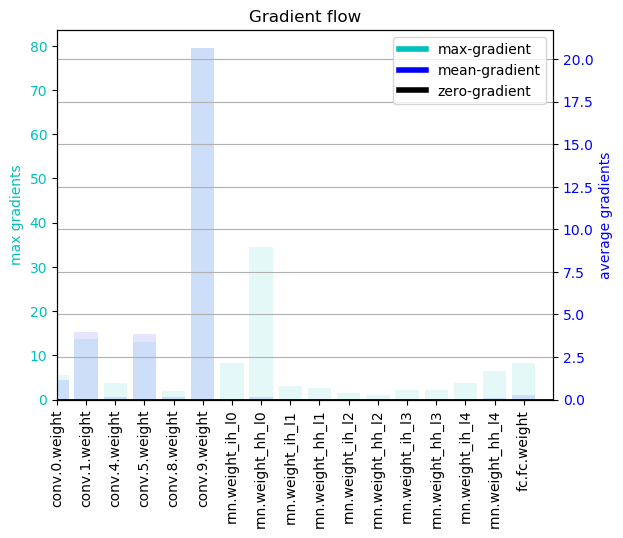 Gradient flow
max-gradient
mean-gradient
zero-gradient
80
70
60
50
40
30
20
10
0
max gradients
20.0
17.5
15.0
12.5
10.0
7.5
5.0
2.5
0.0
average gradients
conv.0.weight
conv.1.weight
conv.4.weight
conv.5.weight
conv.8.weight
conv.9.weight
rnn.weight_ih_l0
rnn.weight_hh_l0
rnn.weight_ih_l1
rnn.weight_hh_l1
rnn.weight_ih_l2
rnn.weight_hh_l2
rnn.weight_ih_l3
rnn.weight_hh_l3
rnn.weight_ih_l4
rnn.weight_hh_l4
fc.fc.weight